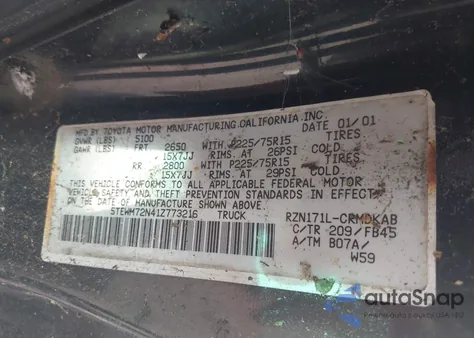 MFD BY TOYOTA MOTOR MANUFACTURING, CALIFORNIA, INC. DATE 01/01
GVWR (LBS) 5100
GAWR (LBS) FRT 2650 WITH P225/75R15 TIRES
15X7JJ RIMS. AT 26PSI COLD
RR 2800 WITH P225/75R15 TIRES
15X7JJ RIMS. AT 29PSI COLD.
THIS VEHICLE CONFORMS TO ALL APPLICABLE FEDERAL MOTOR
VEHICLE SAFETY AND THEFT PREVENTION STANDARDS IN EFFECT
ON THE DATE OF MANUFACTURE SHOWN ABOVE.
5TEWM72N41Z773216 TRUCK
RZN171L-CRMDKAB
C/TR 209/FB45
A/TM B07A/
W59
autoSnap